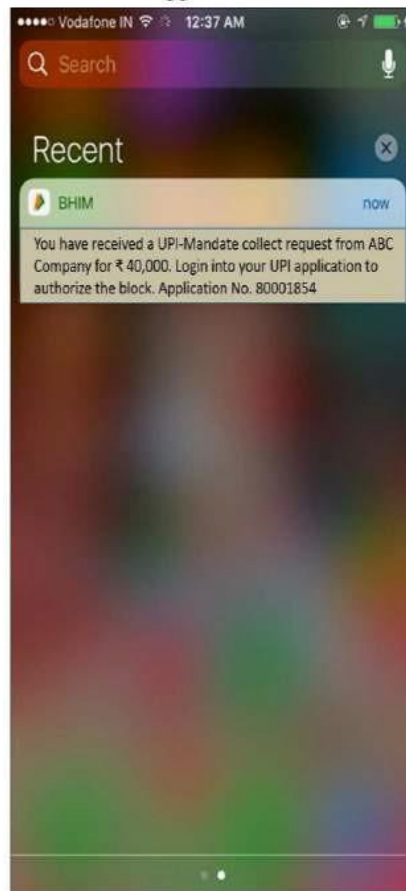 Vodafone IN 12:37 AM
Search
Recent
BHIM now
You have received a UPI-Mandate collect request from ABC
Company for ₹ 40,000. Login into your UPI application to
authorize the block. Application No. 80001854